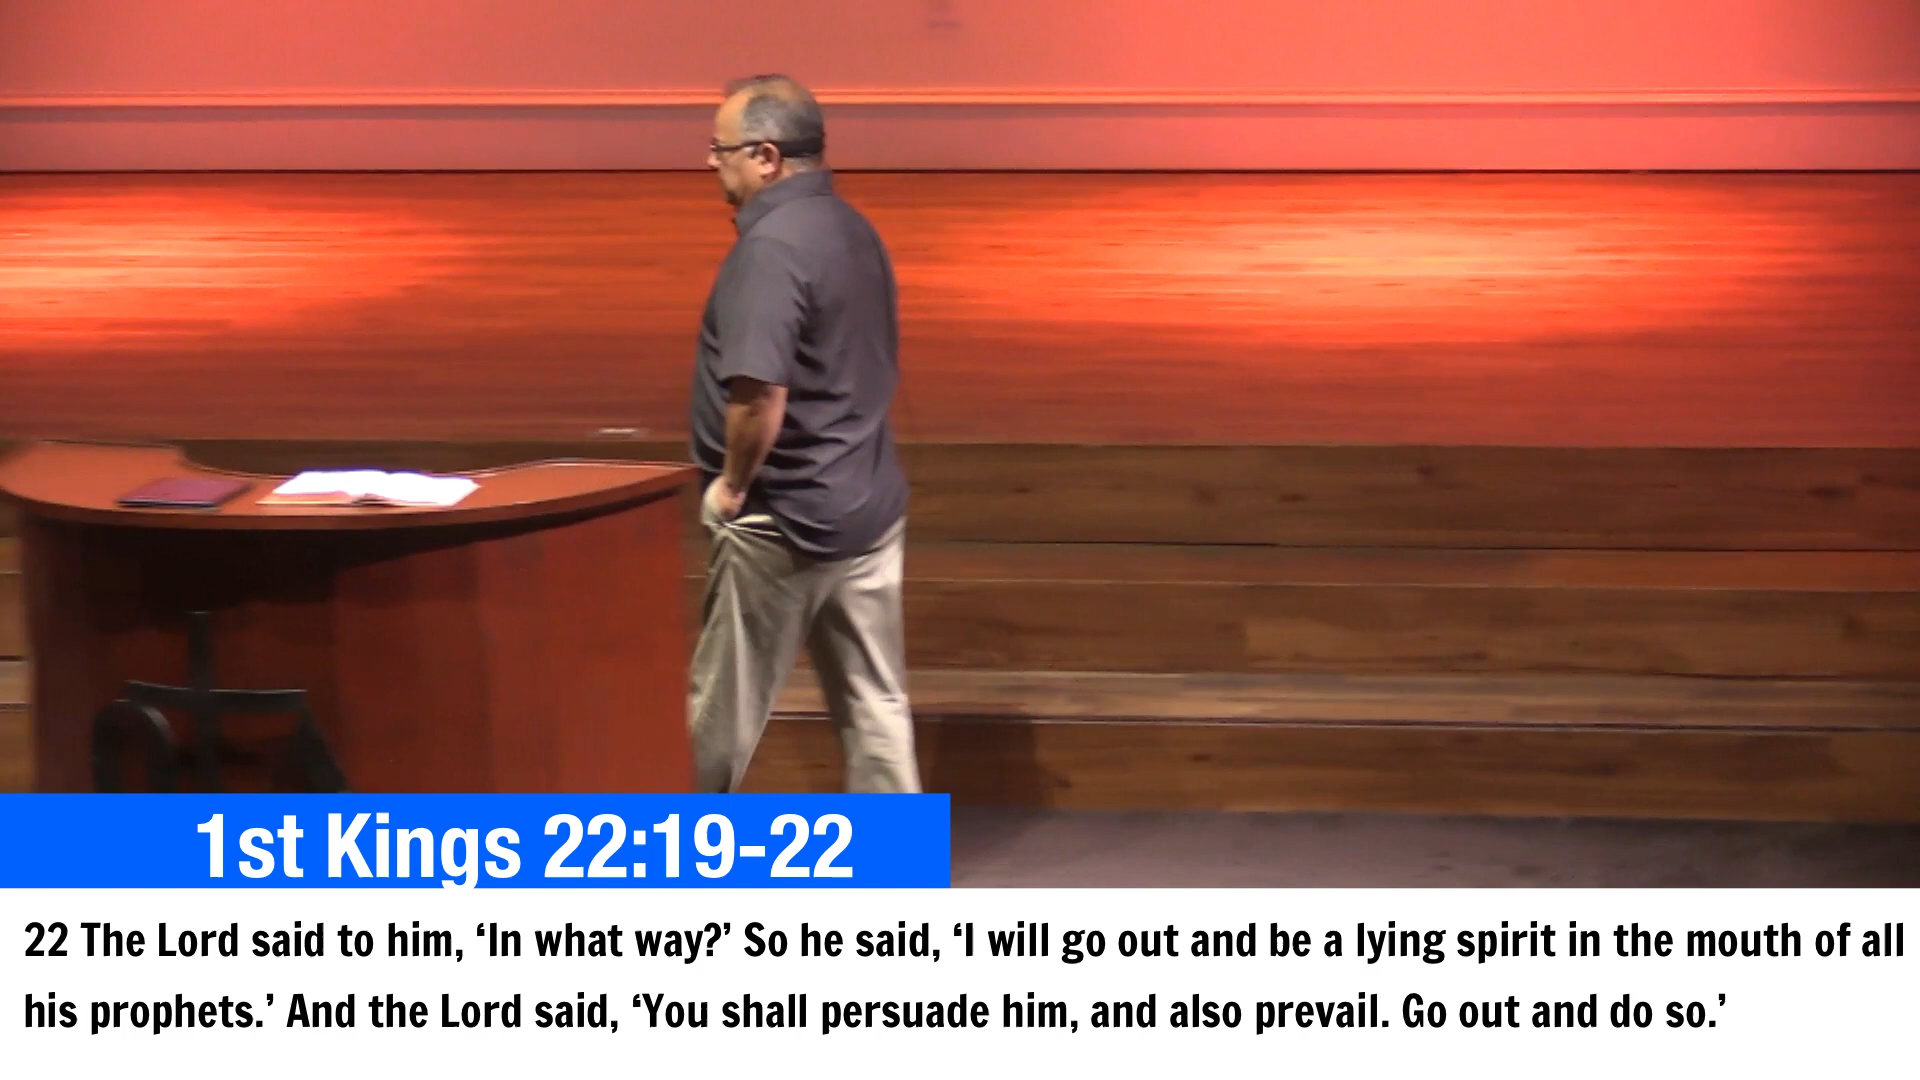 1st Kings 22:19-22
22 The Lord said to him, ‘In what way?’ So he said, ‘I will go out and be a lying spirit in the mouth of all
his prophets.’ And the Lord said, ‘You shall persuade him, and also prevail. Go out and do so.’